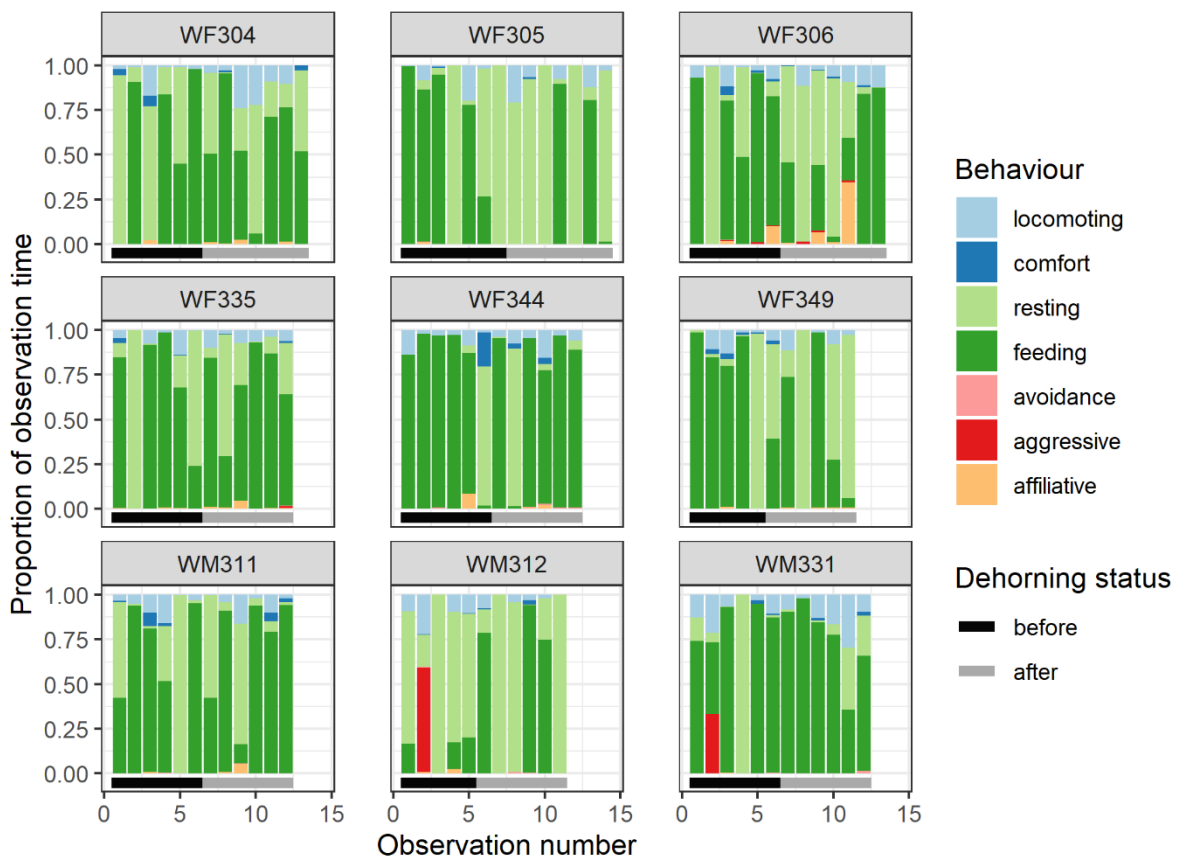 WF304 WF305 WF306
1.00
0.75
0.50
0.25
0.00
WF335 WF344 WF349
1.00
0.75
0.50
0.25
0.00
WM311 WM312 WM331
1.00
0.75
0.50
0.25
0.00
0 5 10 15 0 5 10 15 0 5 10 15
Proportion of observation time
Observation number
Behaviour
locomoting
comfort
resting
feeding
avoidance
aggressive
affiliative
Dehorning status
before
after